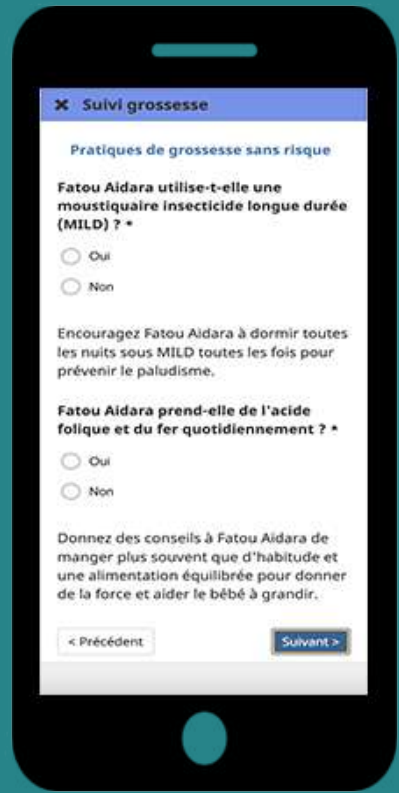 ✖ Suivi grossesse
Pratiques de grossesse sans risque
Fatou Aidara utilise-t-elle une
moustiquaire insecticide longue durée
(MILD) ? *
Oui
Non
Encouragez Fatou Aidara à dormir toutes
les nuits sous MILD toutes les fois pour
prévenir le paludisme.
Fatou Aidara prend-elle de l'acide
folique et du fer quotidiennement ? *
Oui
Non
Donnez des conseils à Fatou Aidara de
manger plus souvent que d'habitude et
une alimentation équilibrée pour donner
de la force et aider le bébé à grandir.
< Précédent
Suivant >